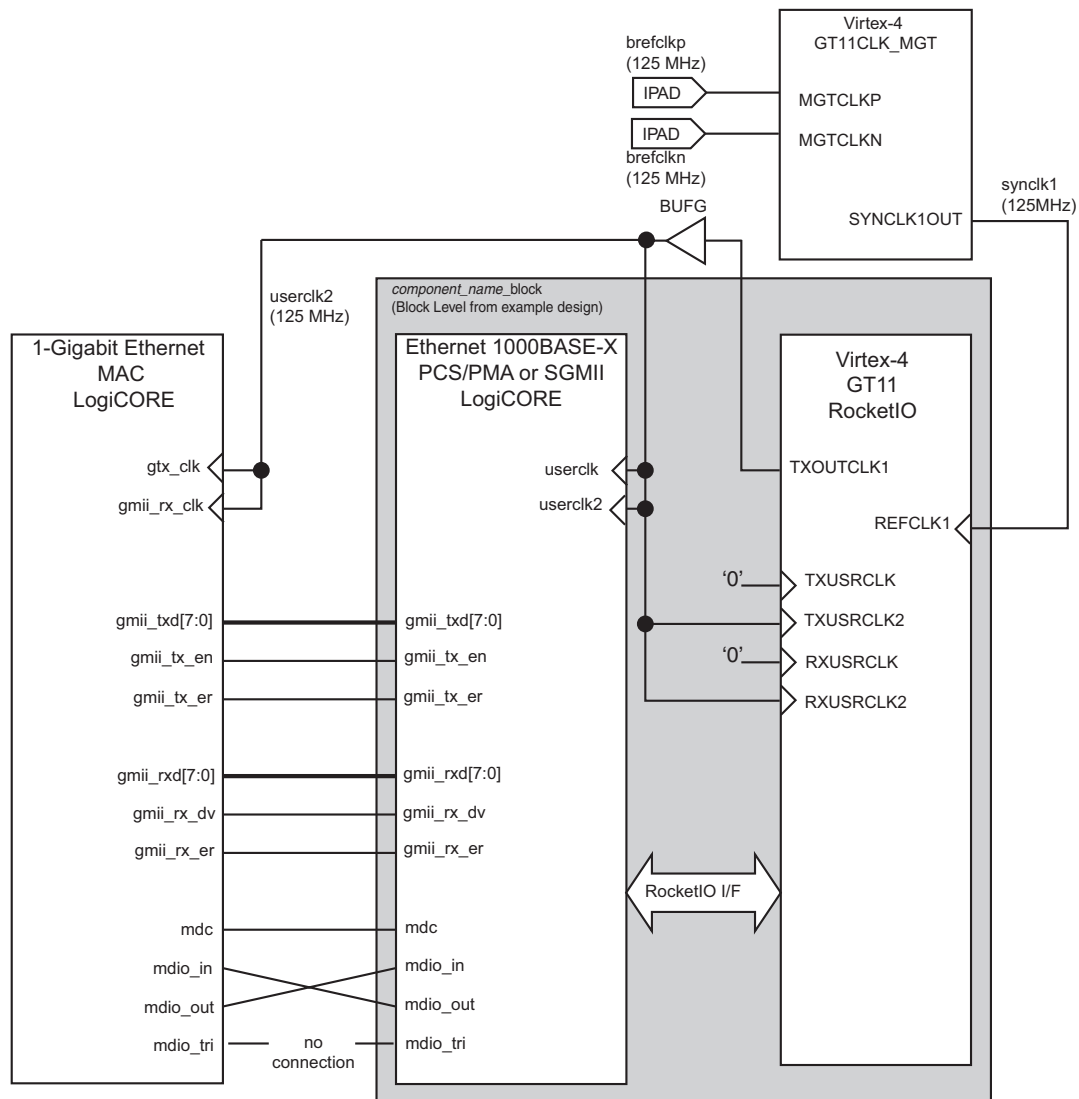 Virtex-4
GT11CLK_MGT
brefclkp
(125 MHz)
IPAD
MGTCLKP
IPAD
MGTCLKN
brefclkn
(125 MHz)
synclk1
(125MHz)
BUFG
SYNCLK1OUT
userclk2
(125 MHz)
component_name_block
(Block Level from example design)
1-Gigabit Ethernet
MAC
LogiCORE
Ethernet 1000BASE-X
PCS/PMA or SGMII
LogiCORE
Virtex-4
GT11
RocketIO
gtx_clk
gmii_rx_clk
userclk
userclk2
TXOUTCLK1
REFCLK1
‘0’
TXUSRCLK
TXUSRCLK2
‘0’
RXUSRCLK
RXUSRCLK2
gmii_txd[7:0]
gmii_txd[7:0]
gmii_tx_en
gmii_tx_en
gmii_tx_er
gmii_tx_er
gmii_rxd[7:0]
gmii_rxd[7:0]
gmii_rx_dv
gmii_rx_dv
gmii_rx_er
gmii_rx_er
RocketIO I/F
mdc
mdc
mdio_in
mdio_in
mdio_out
mdio_out
mdio_tri
no
connection
mdio_tri